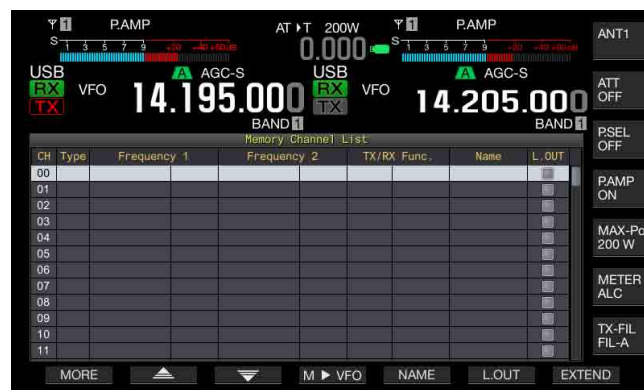 1 P.AMP AT▶T 200W 1 P.AMP ANT1
S 1 3 5 7 9 +20 +40 +60dB 0.000 S 1 3 5 7 9 +20 +40 +60dB
USB A AGC-S USB A AGC-S ATT OFF
RX VFO 14.195.000 RX VFO 14.205.000
TX TX
BAND 1 BAND 1 P.SEL OFF
Memory Channel List
CH Type Frequency 1 Frequency 2 TX/RX Func. Name L.OUT
00
01 P.AMP ON
02
03
04 MAX-Po 200 W
05
06
07 METER ALC
08
09
10 TX-FIL FIL-A
11
MORE M ▶ VFO NAME L.OUT EXTEND